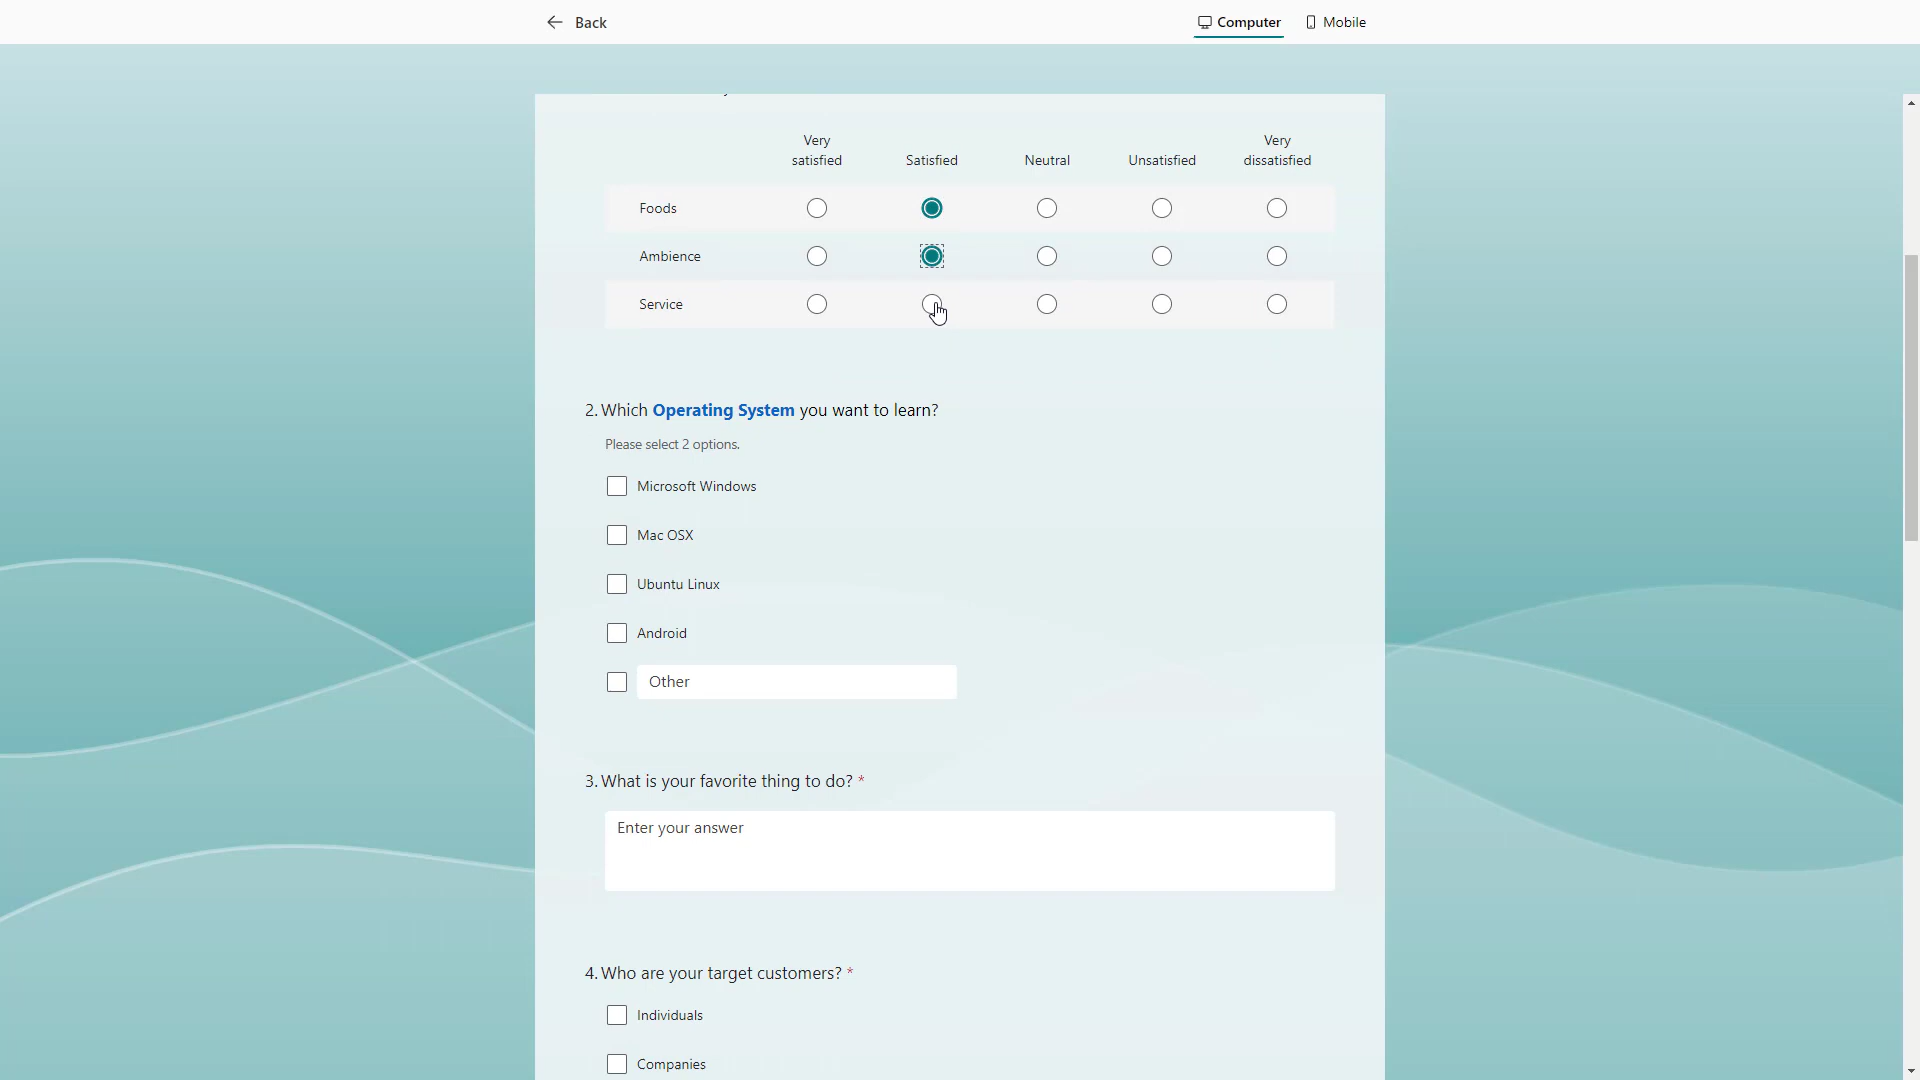 Back
Computer
Mobile
Very satisfied
Satisfied
Neutral
Unsatisfied
Very dissatisfied
Foods
Ambience
Service
2. Which Operating System you want to learn?
Please select 2 options.
Microsoft Windows
Mac OSX
Ubuntu Linux
Android
Other
3. What is your favorite thing to do? *
Enter your answer
4. Who are your target customers? *
Individuals
Companies